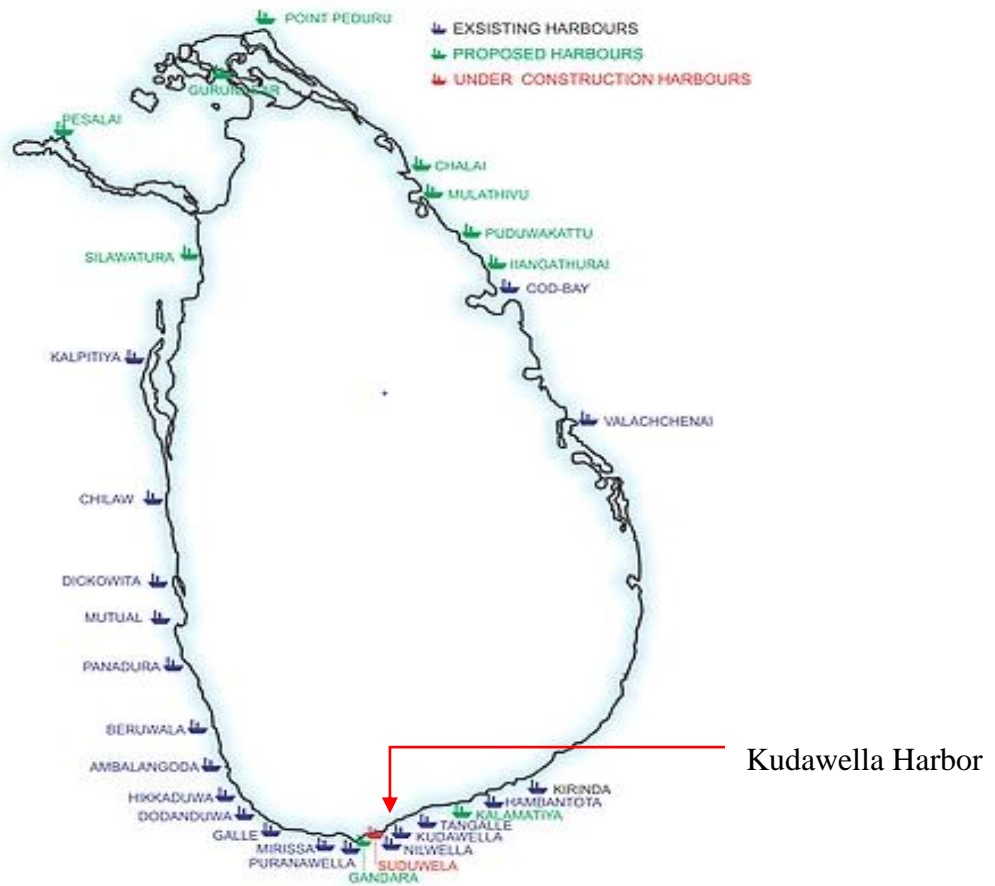 POINT PEDURU
EXSISTING HARBOURS
PROPOSED HARBOURS
UNDER CONSTRUCTION HARBOURS
PESALAI
CHALAI
MULATHIVU
PUDUWAKATTU
SILAWATURA
IIANGATHURAI
COD-BAY
KALPITIYA
VALACHCHENAI
CHILAW
DICKOWITA
MUTUAL
PANADURA
BERUWALA
Kudawella Harbor
AMBALANGODA
KIRINDA
HIKKADUWA
HAMBANTOTA
DODANDUWA
KALAMATIYA
TANGALLE
GALLE
KUDAWELLA
MIRISSA
NILWELLA
PURANAWELLA
SUDUWELA
GANDARA